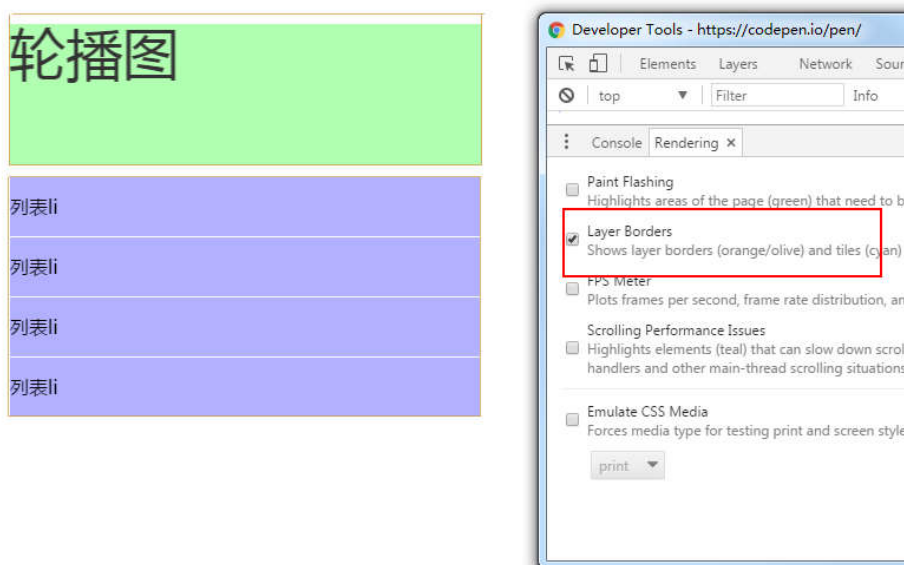 轮播图
列表li
列表li
列表li
列表li
Developer Tools - https://codepen.io/pen/
Elements Layers Network Sour
top ▼ Filter Info
Console Rendering ×
Paint Flashing
Highlights areas of the page (green) that need to b
Layer Borders
Shows layer borders (orange/olive) and tiles (cyan)
FPS Meter
Plots frames per second, frame rate distribution, an
Scrolling Performance Issues
Highlights elements (teal) that can slow down scrol
handlers and other main-thread scrolling situations
Emulate CSS Media
Forces media type for testing print and screen style
print ▼